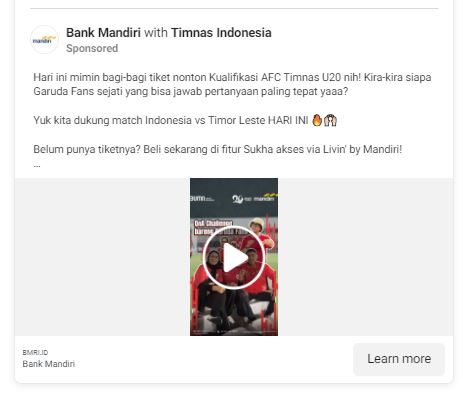 mandiri
Bank Mandiri with Timnas Indonesia
Sponsored
Hari ini mimin bagi-bagi tiket nonton Kualifikasi AFC Timnas U20 nih! Kira-kira siapa
Garuda Fans sejati yang bisa jawab pertanyaan paling tepat yaaa?
Yuk kita dukung match Indonesia vs Timor Leste HARI INI 🔥🙌
Belum punya tiketnya? Beli sekarang di fitur Sukha akses via Livin' by Mandiri!
...
BUMN
mandiri
QnA Challenge
bareng Garuda Fans
BMRI.ID
Bank Mandiri
Learn more